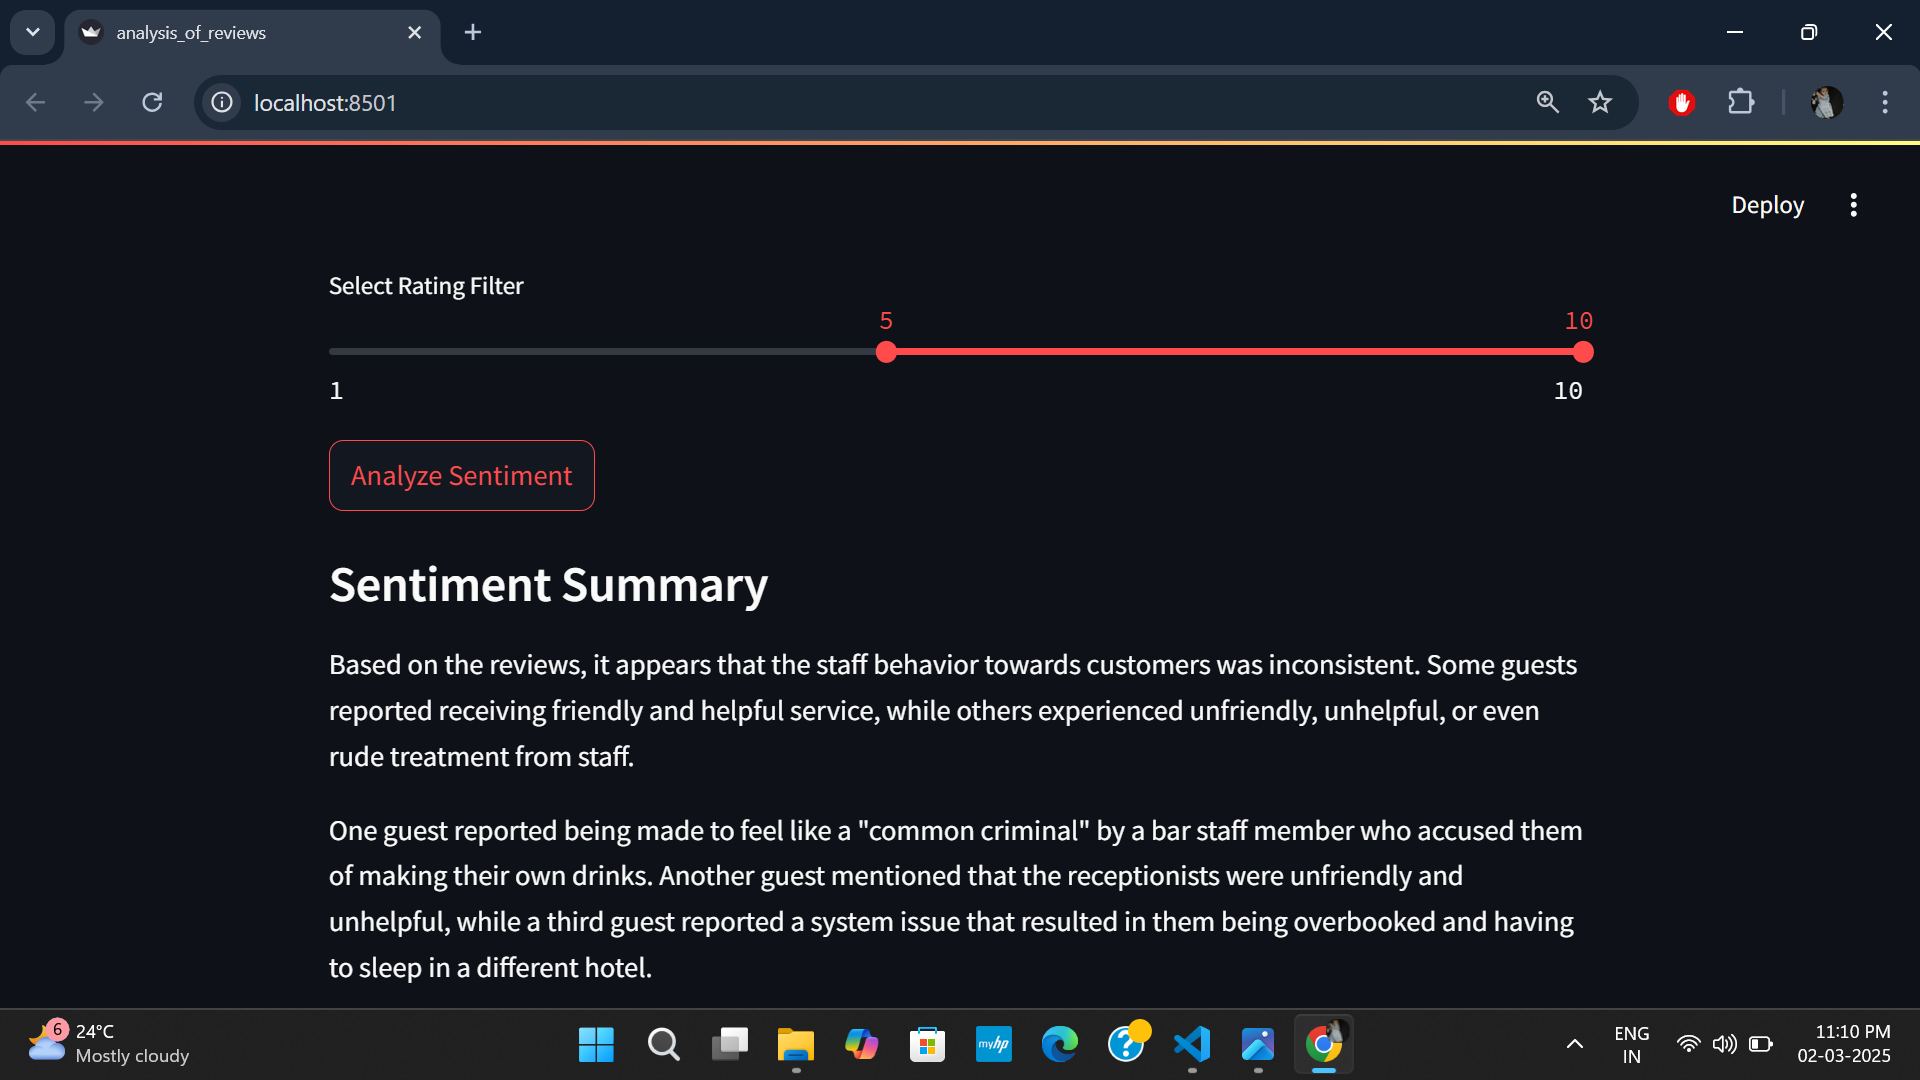 analysis_of_reviews
localhost:8501
Deploy
Select Rating Filter
5
10
1
10
Analyze Sentiment
Sentiment Summary
Based on the reviews, it appears that the staff behavior towards customers was inconsistent. Some guests
reported receiving friendly and helpful service, while others experienced unfriendly, unhelpful, or even
rude treatment from staff.
One guest reported being made to feel like a "common criminal" by a bar staff member who accused them
of making their own drinks. Another guest mentioned that the receptionists were unfriendly and
unhelpful, while a third guest reported a system issue that resulted in them being overbooked and having
to sleep in a different hotel.
6
24°C
Mostly cloudy
myhp
ENG
IN
11:10 PM
02-03-2025